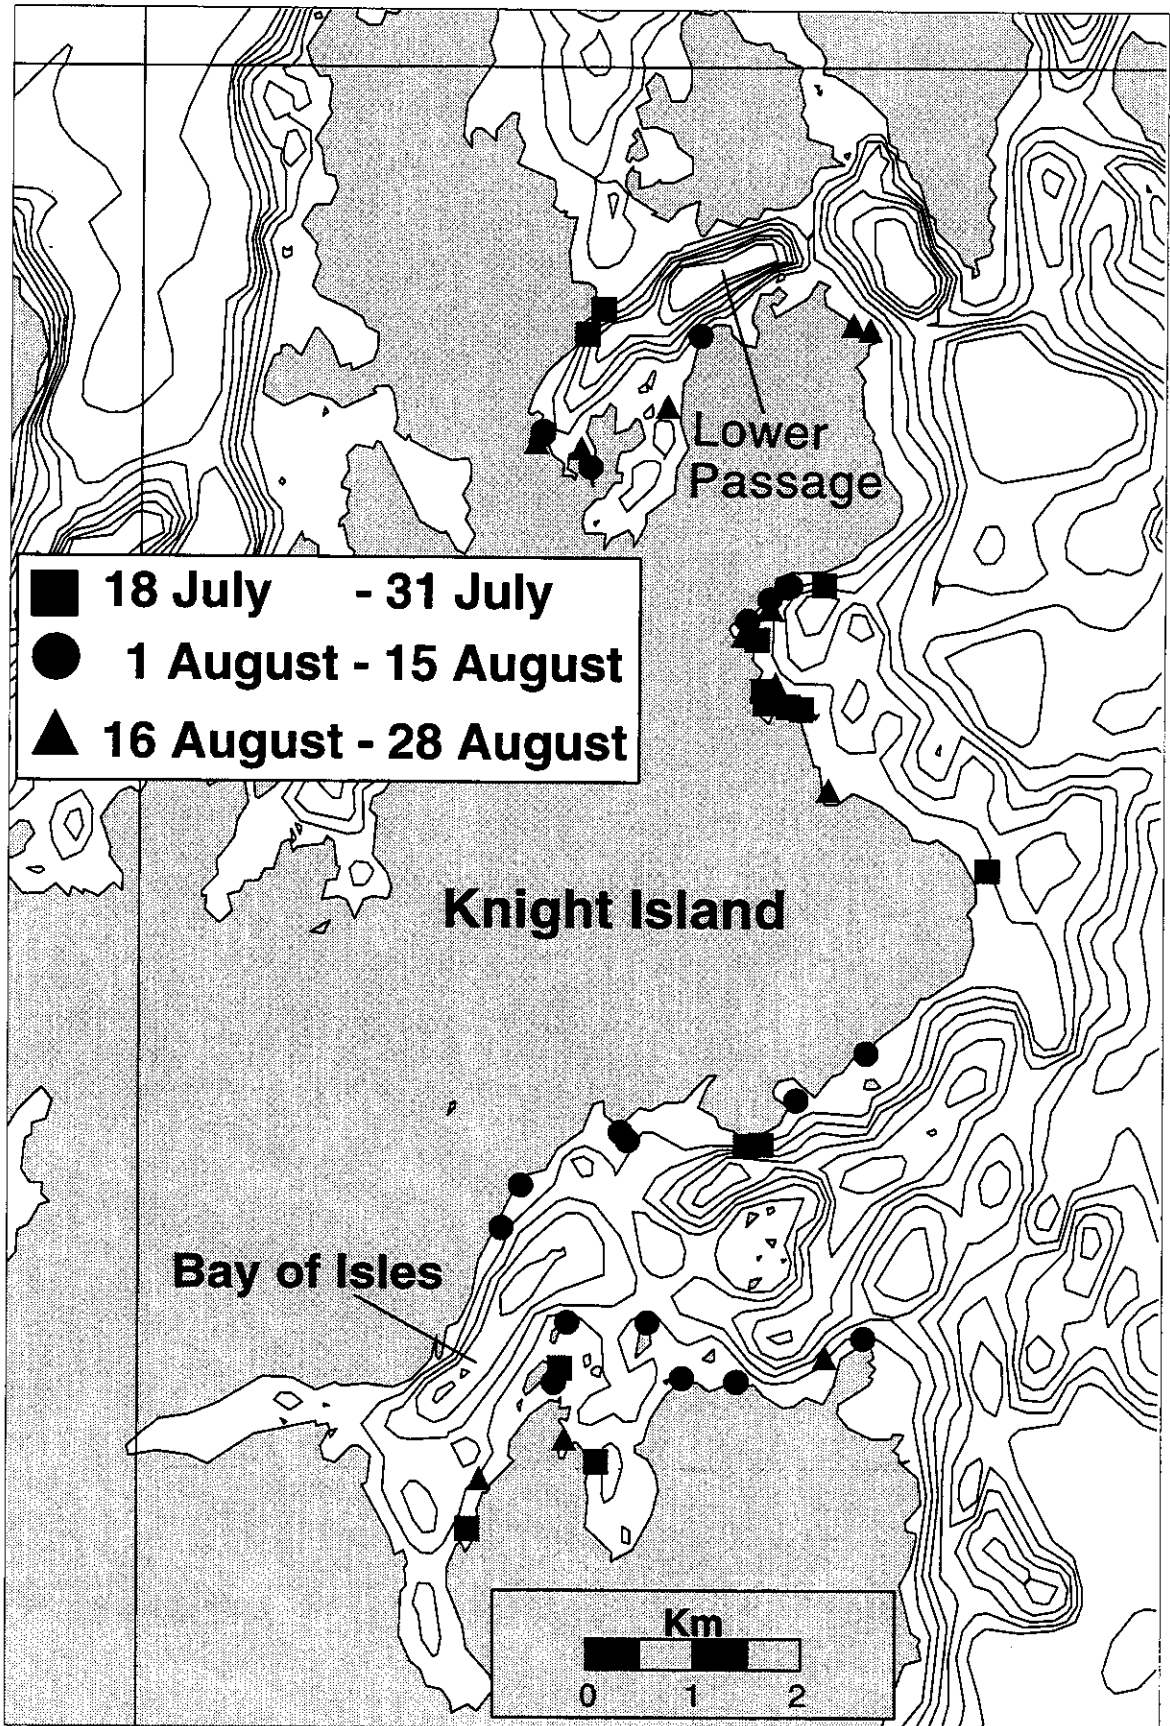 Lower
Passage
18 July - 31 July
1 August - 15 August
16 August - 28 August
Knight Island
Bay of Isles
Km
0 1 2